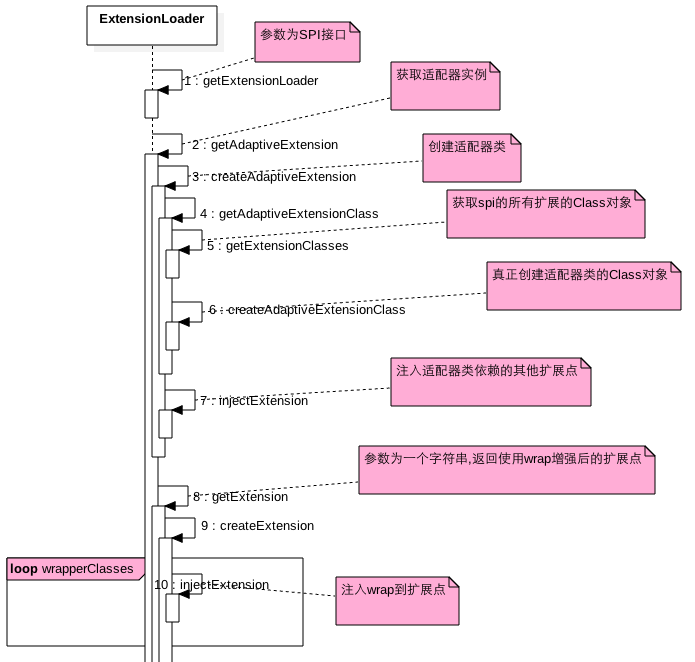 ExtensionLoader
参数为SPI接口
1 : getExtensionLoader
获取适配器实例
2 : getAdaptiveExtension
创建适配器类
3 : createAdaptiveExtension
获取spi的所有扩展的Class对象
4 : getAdaptiveExtensionClass
5 : getExtensionClasses
真正创建适配器类的Class对象
6 : createAdaptiveExtensionClass
注入适配器类依赖的其他扩展点
7 : injectExtension
参数为一个字符串,返回使用wrap增强后的扩展点
8 : getExtension
9 : createExtension
loop wrapperClasses
10 : injectExtension
注入wrap到扩展点